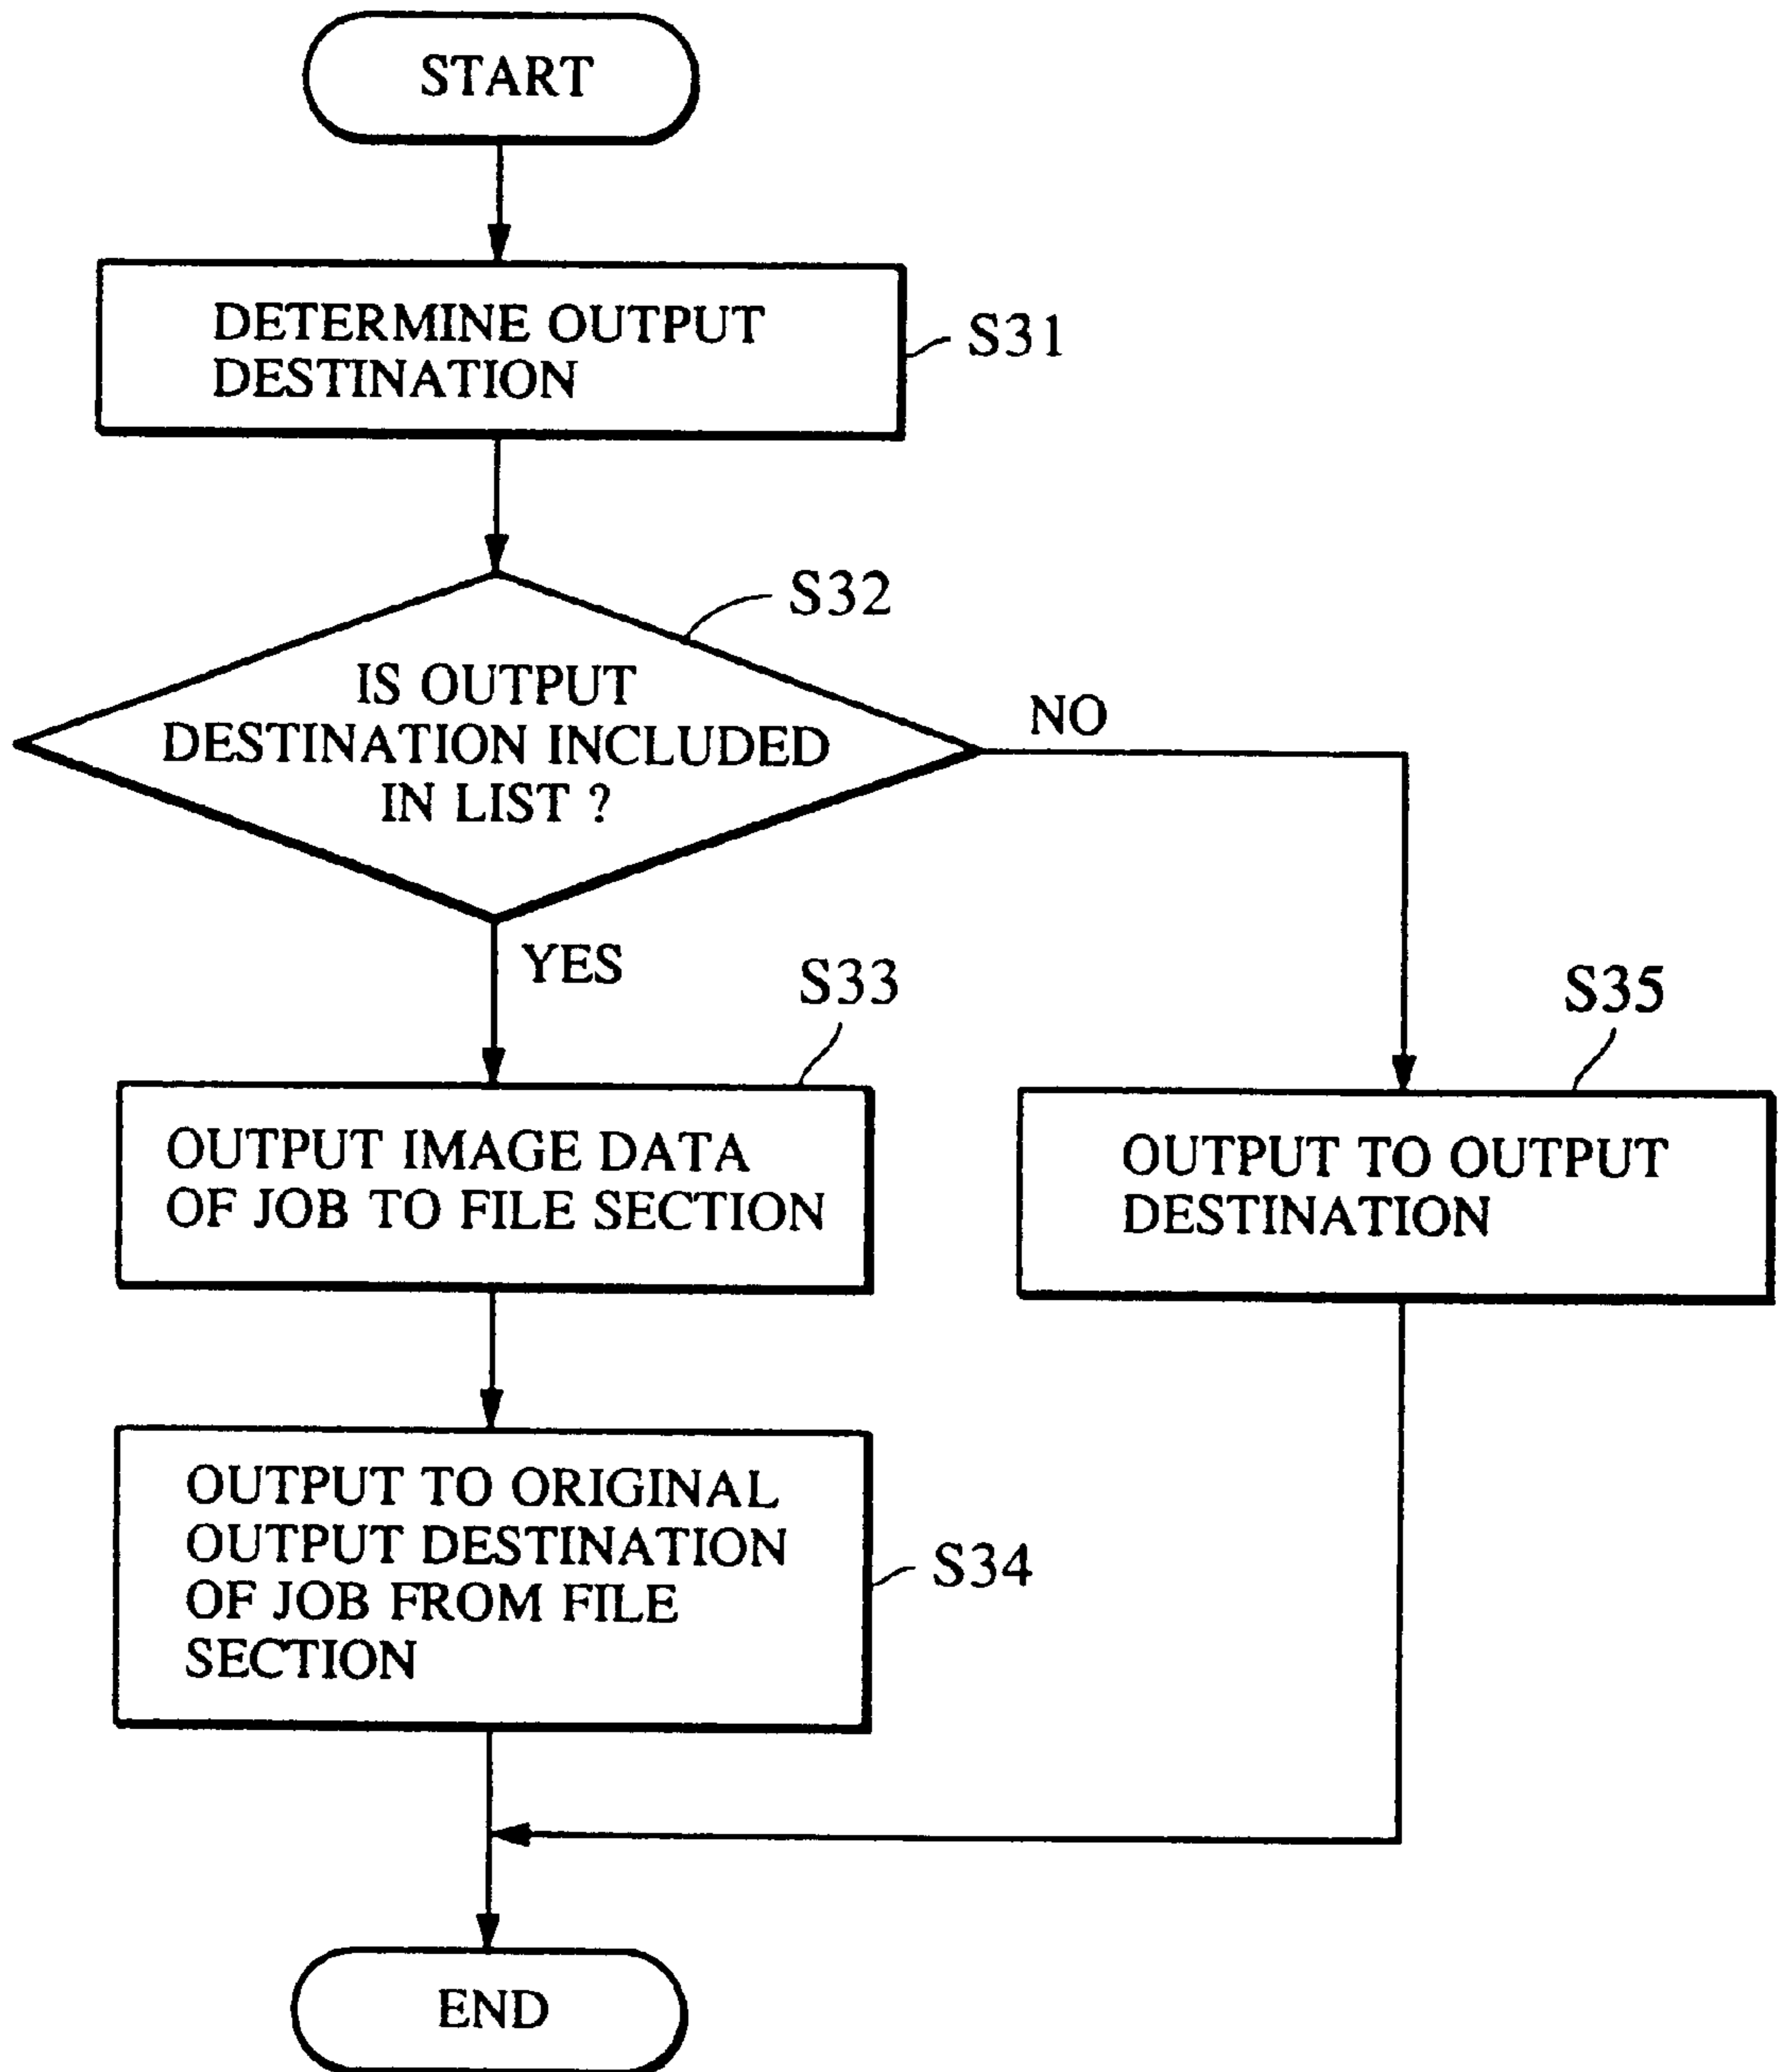 START
DETERMINE OUTPUT
DESTINATION
S31
S32
IS OUTPUT
DESTINATION INCLUDED
IN LIST ?
NO
YES
S33
OUTPUT IMAGE DATA
OF JOB TO FILE SECTION
S35
OUTPUT TO OUTPUT
DESTINATION
OUTPUT TO ORIGINAL
OUTPUT DESTINATION
OF JOB FROM FILE
SECTION
S34
END